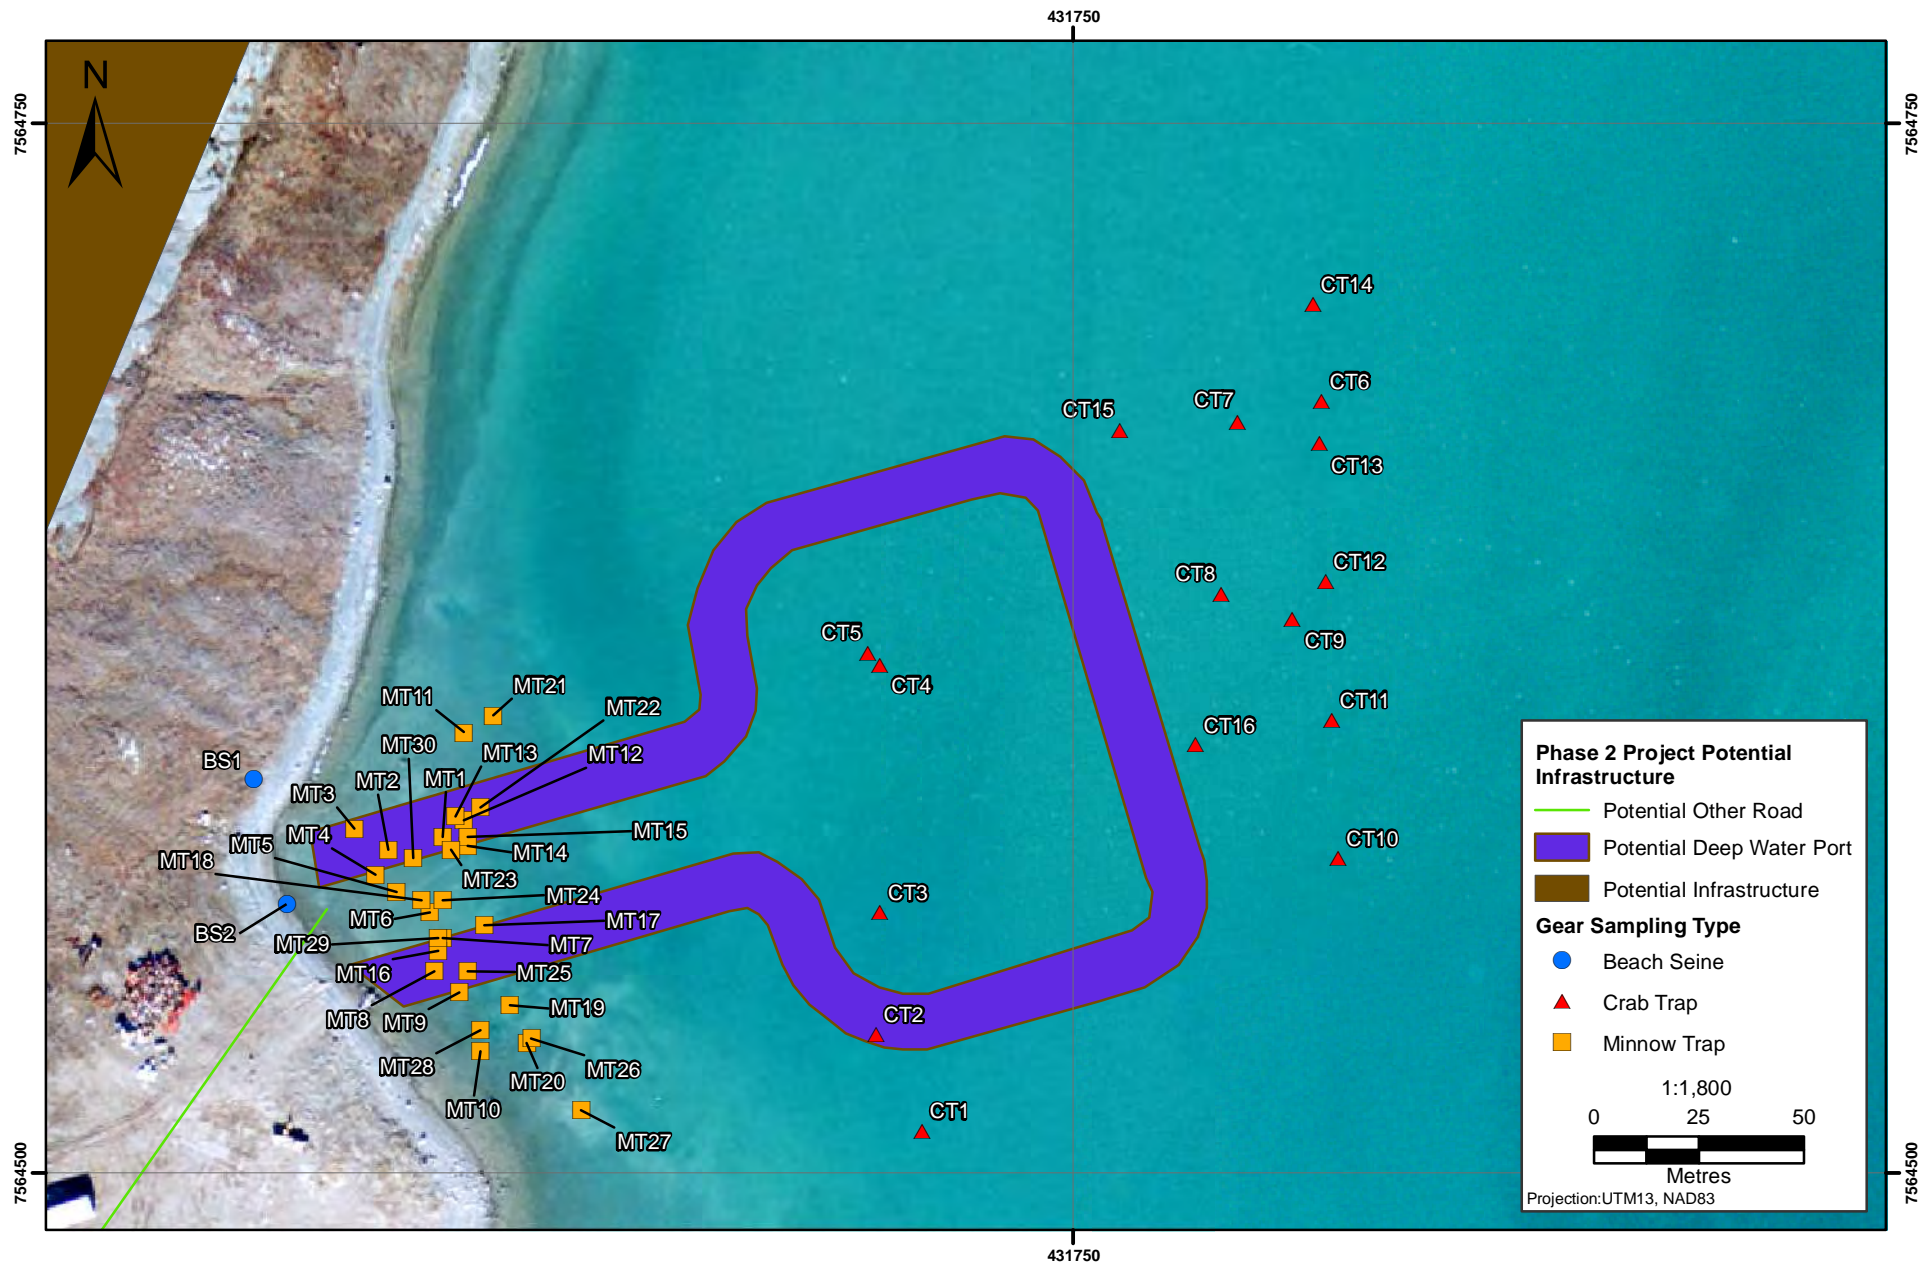 431750
7564750
7564750
N
CT14
CT6
CT7
CT15
CT13
CT12
CT8
CT9
CT5
CT4
CT11
CT16
CT10
CT3
CT2
CT1
MT21
MT11
MT22
MT30
MT13
MT12
BS1
MT2
MT1
MT3
MT4
MT15
MT5
MT14
MT18
MT23
MT24
MT6
MT17
BS2
MT29
MT7
MT16
MT25
MT19
MT8
MT9
MT28
MT26
MT20
MT10
MT27
Phase 2 Project Potential
Infrastructure
Potential Other Road
Potential Deep Water Port
Potential Infrastructure
Gear Sampling Type
Beach Seine
Crab Trap
Minnow Trap
1:1,800
0 25 50
Metres
Projection:UTM13, NAD83
7564500
7564500
431750